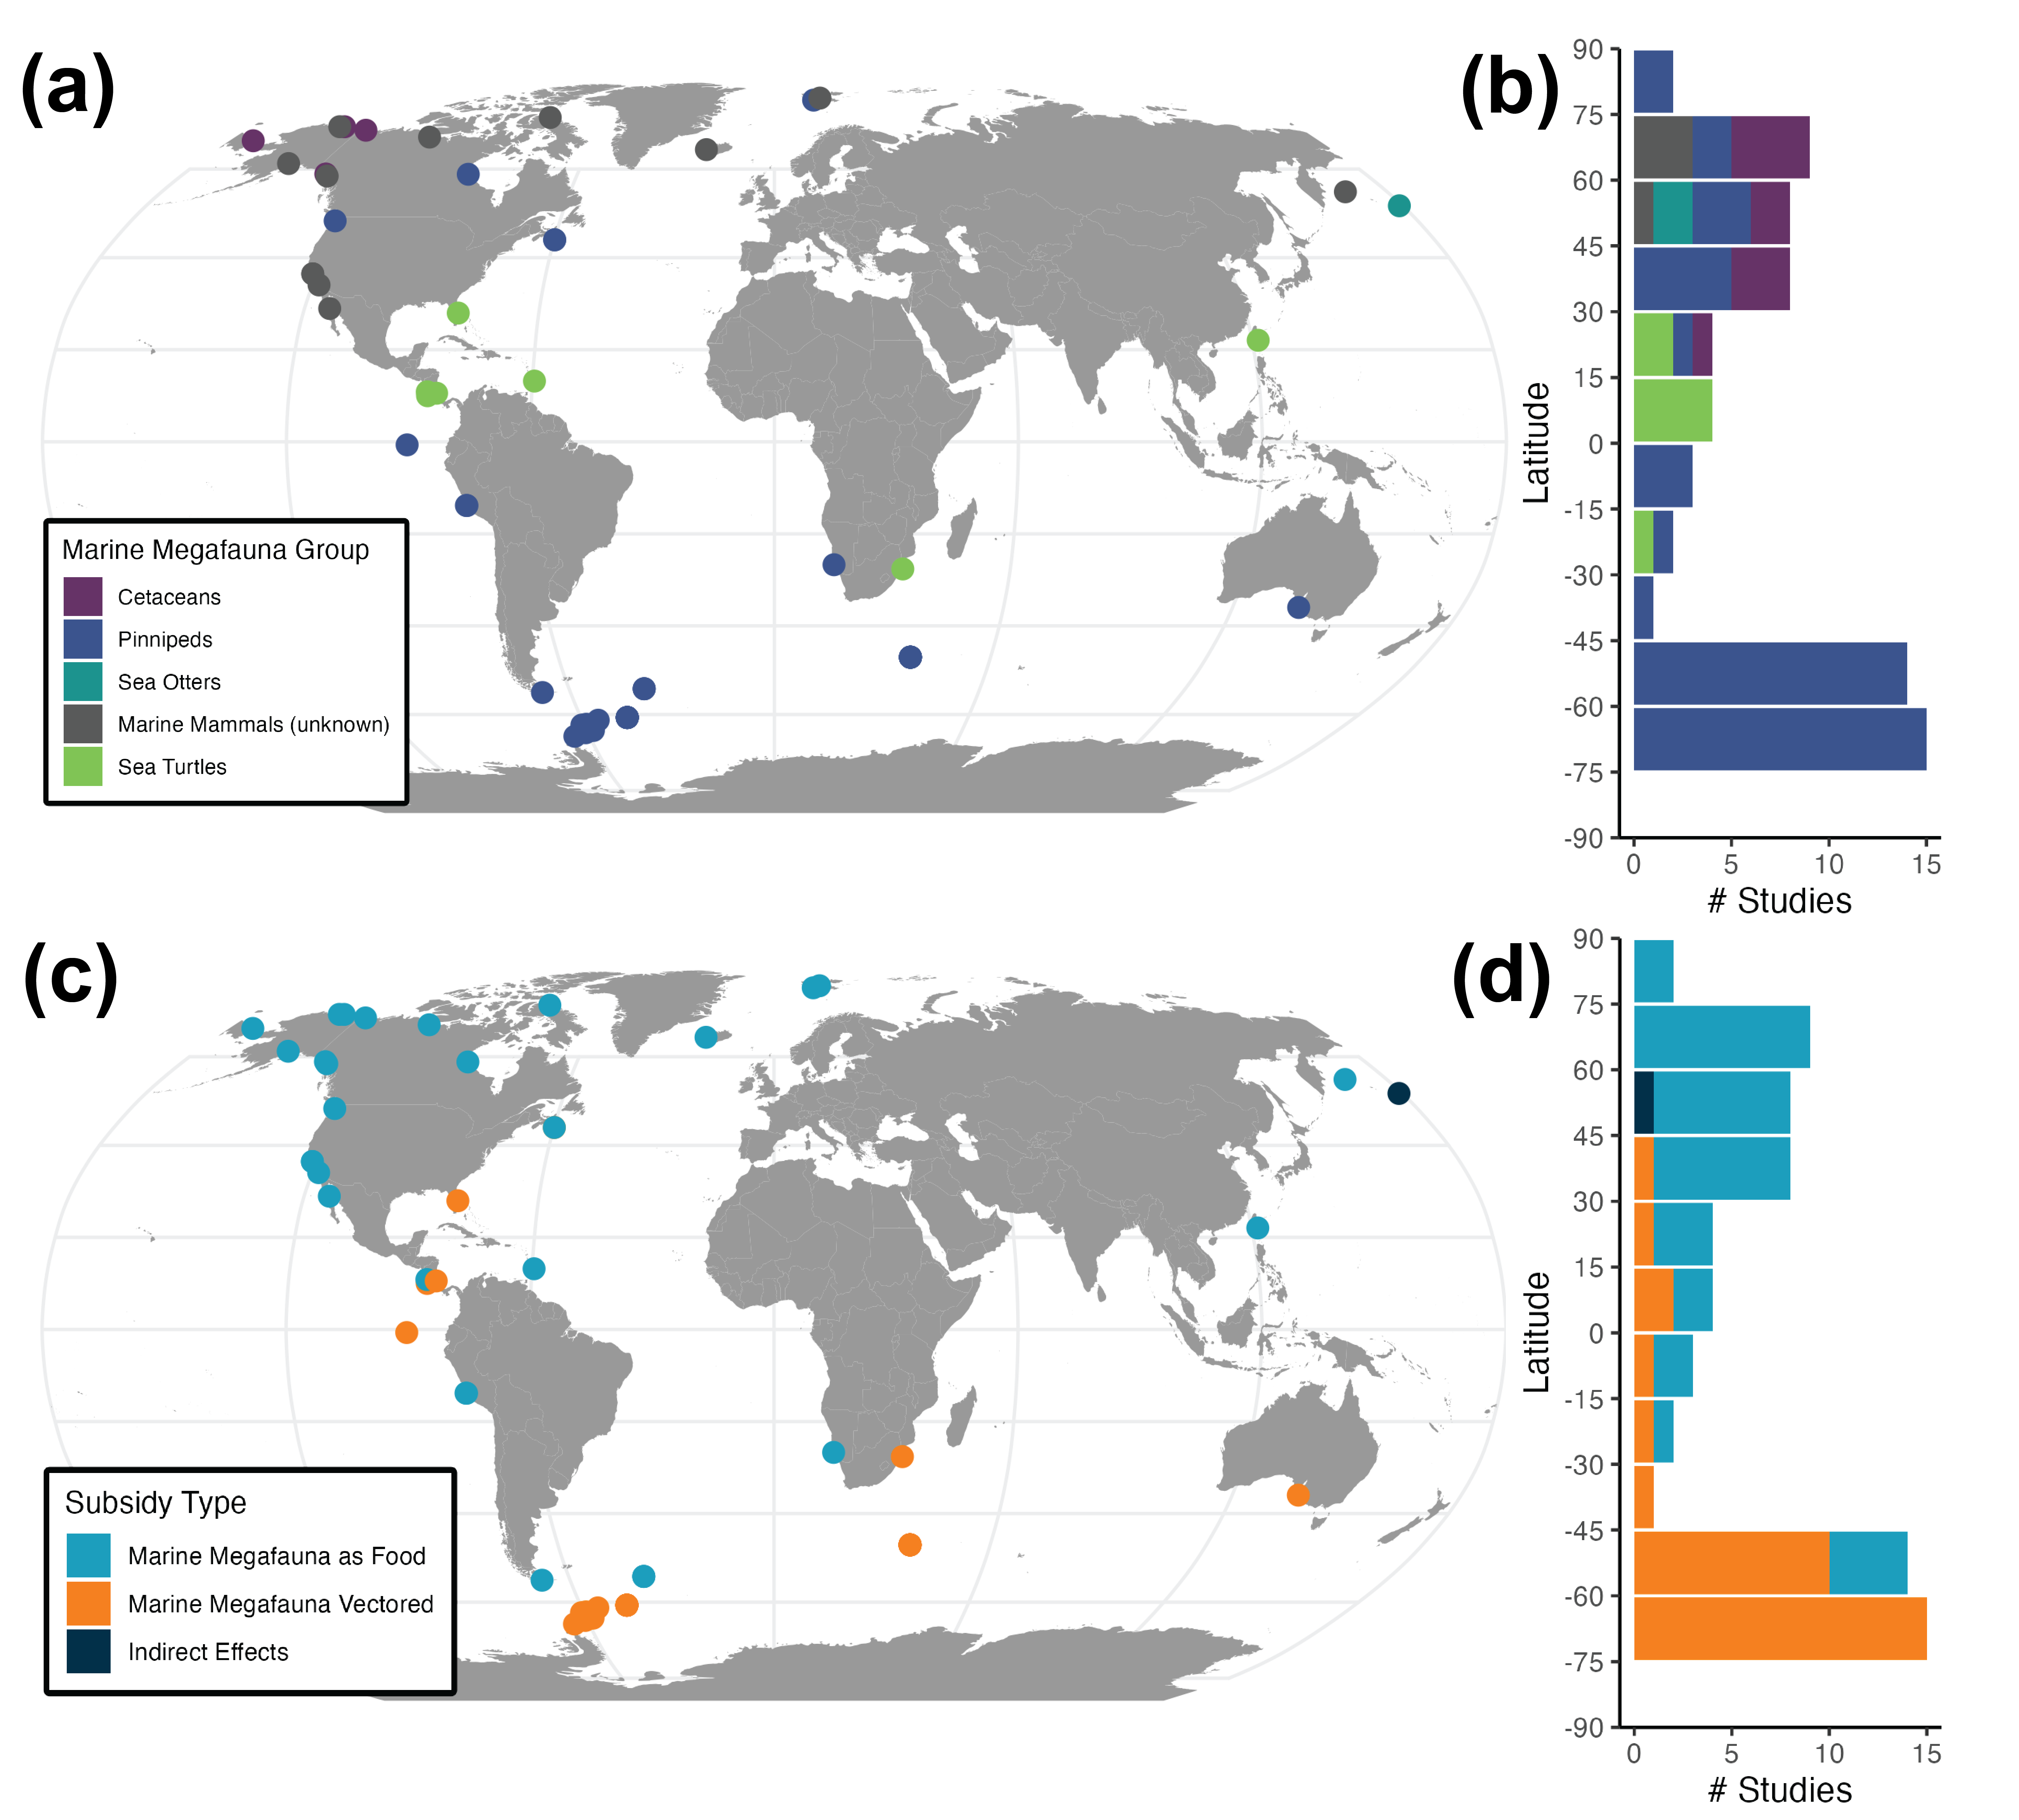 (a)
Marine Megafauna Group
Cetaceans
Pinnipeds
Sea Otters
Marine Mammals (unknown)
Sea Turtles
(b)
90
75
60
45
30
15
0
-15
-30
-45
-60
-75
-90
Latitude
0 5 10 15
# Studies
(c)
Subsidy Type
Marine Megafauna as Food
Marine Megafauna Vectored
Indirect Effects
(d)
90
75
60
45
30
15
0
-15
-30
-45
-60
-75
-90
Latitude
0 5 10 15
# Studies